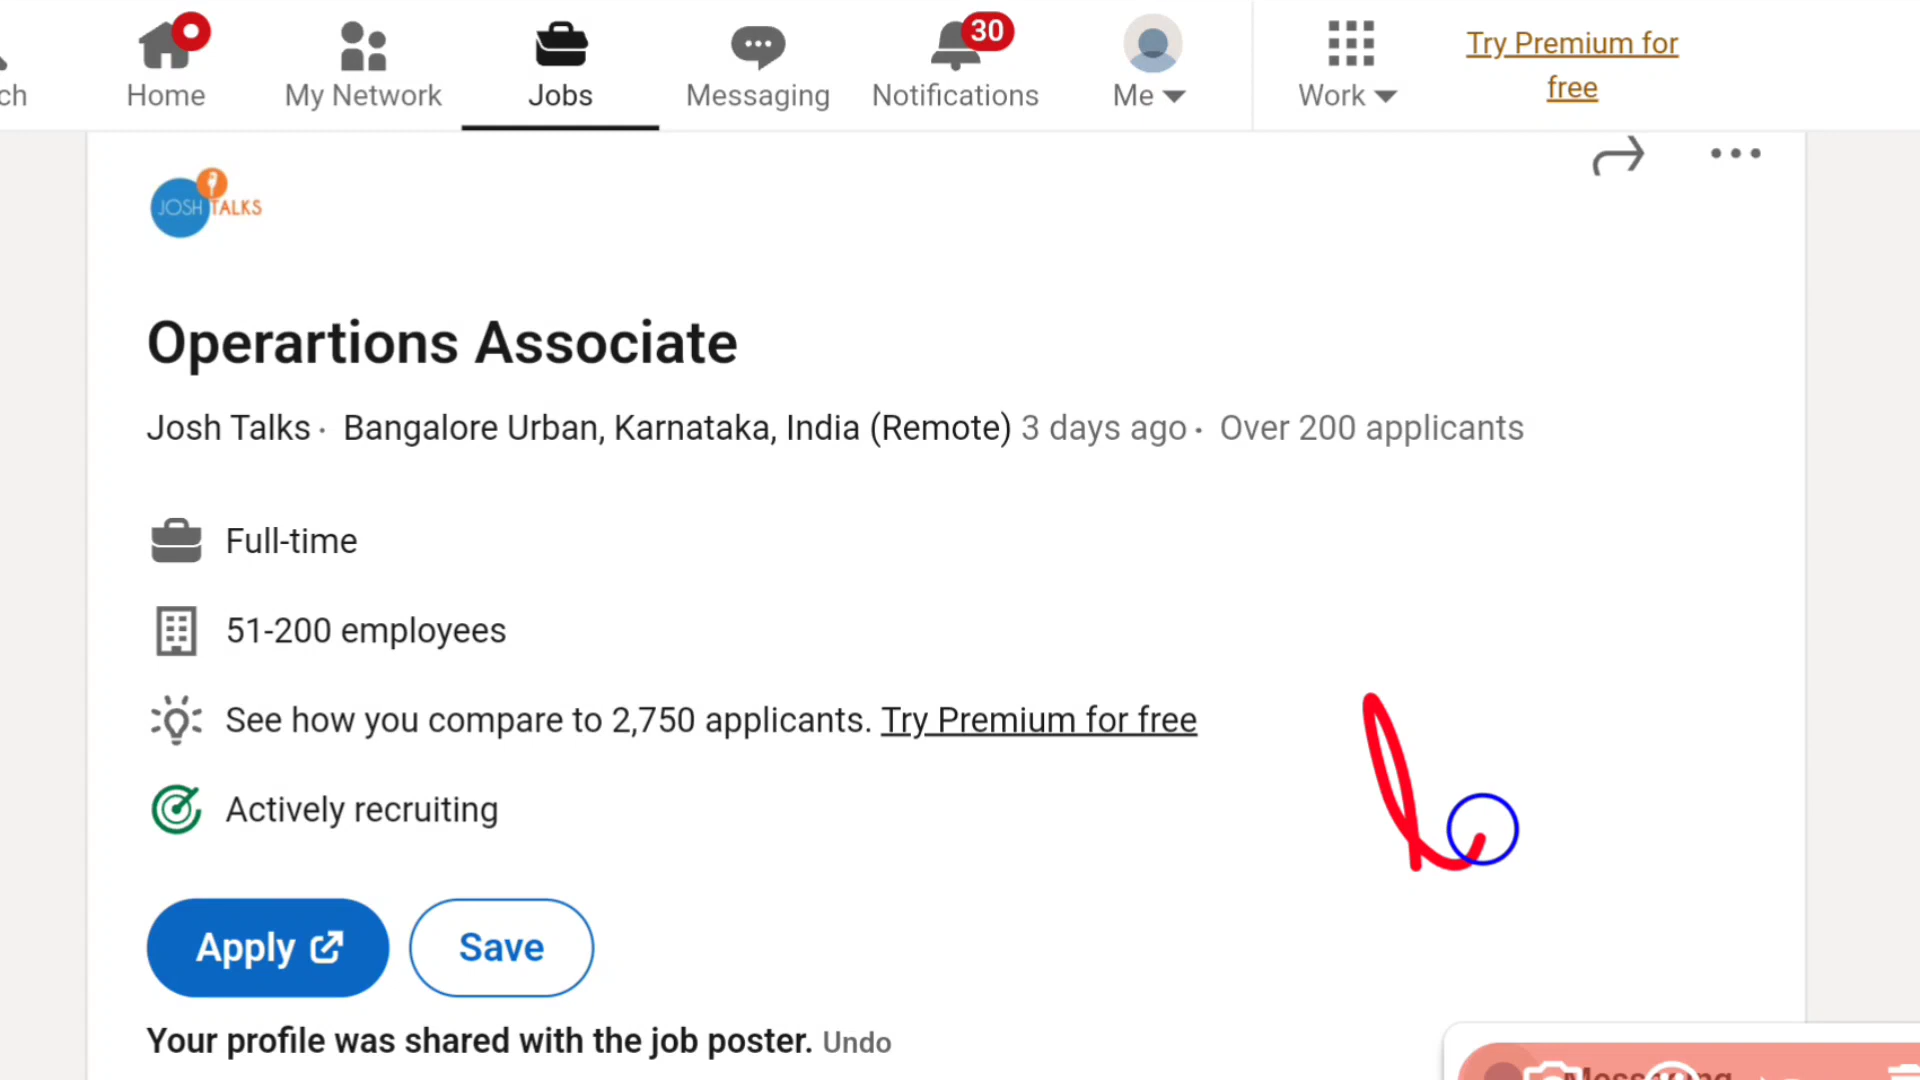 ch
Home
My Network
Jobs
Messaging
30
Notifications
Me
Work
Try Premium for
free
JOSH TALKS
Operartions Associate
Josh Talks · Bangalore Urban, Karnataka, India (Remote) 3 days ago · Over 200 applicants
Full-time
51-200 employees
See how you compare to 2,750 applicants. Try Premium for free
Actively recruiting
Apply
Save
Your profile was shared with the job poster. Undo